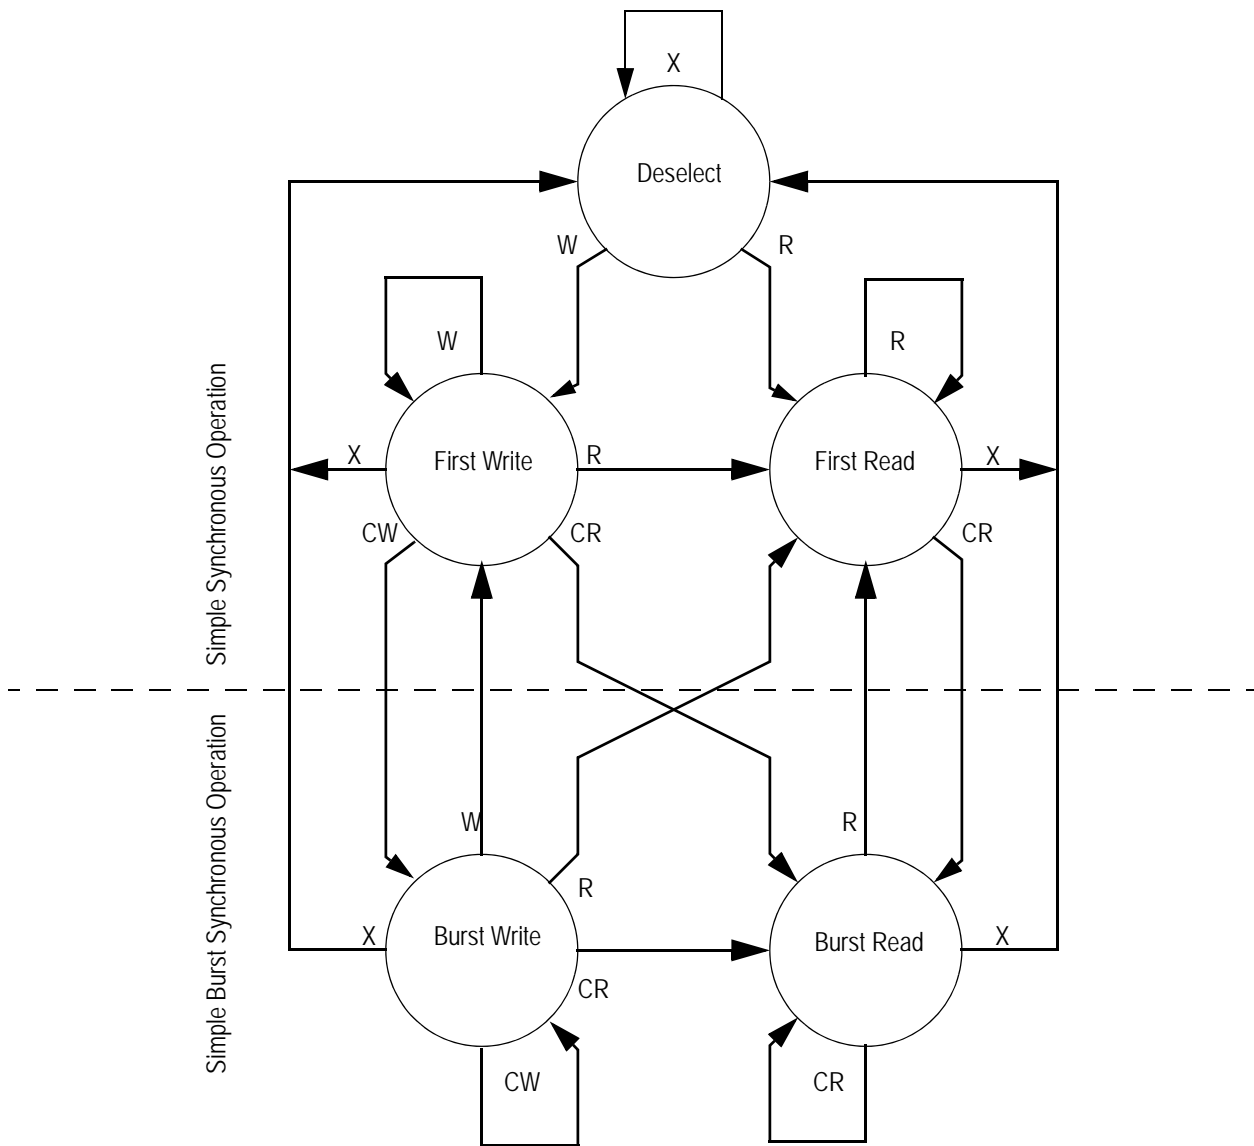 X
Deselect
W
R
W
R
Simple Synchronous Operation
X
First Write
R
First Read
X
CW
CR
CR
Simple Burst Synchronous Operation
W
R
R
X
Burst Write
Burst Read
X
CR
CW
CR